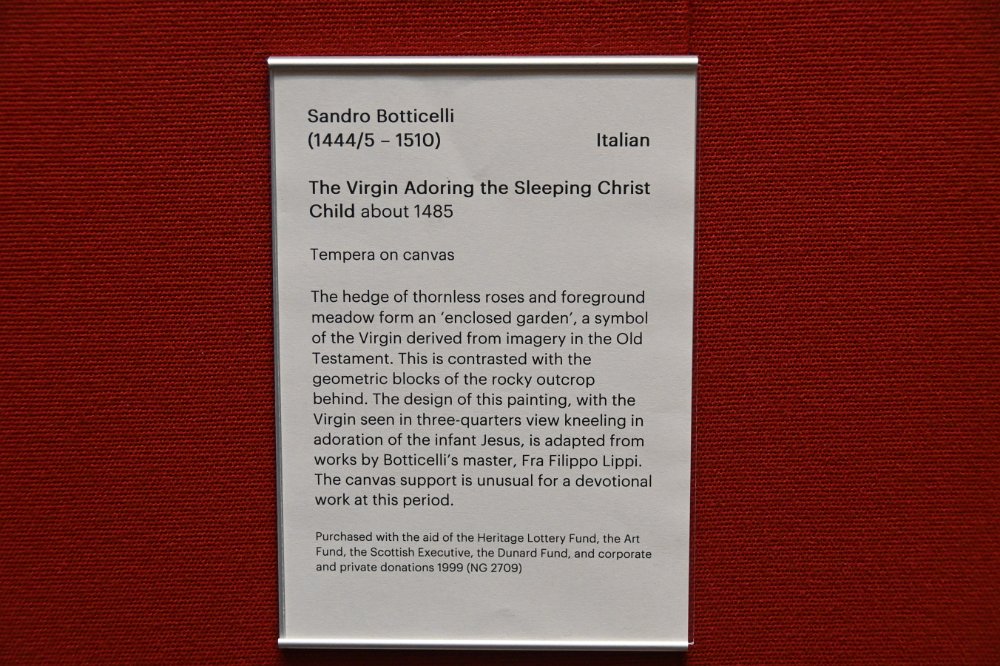 Sandro Botticelli
(1444/5 – 1510) Italian
The Virgin Adoring the Sleeping Christ
Child about 1485
Tempera on canvas
The hedge of thornless roses and foreground
meadow form an ‘enclosed garden’, a symbol
of the Virgin derived from imagery in the Old
Testament. This is contrasted with the
geometric blocks of the rocky outcrop
behind. The design of this painting, with the
Virgin seen in three-quarters view kneeling in
adoration of the infant Jesus, is adapted from
works by Botticelli’s master, Fra Filippo Lippi.
The canvas support is unusual for a devotional
work at this period.
Purchased with the aid of the Heritage Lottery Fund, the Art
Fund, the Scottish Executive, the Dunard Fund, and corporate
and private donations 1999 (NG 2709)